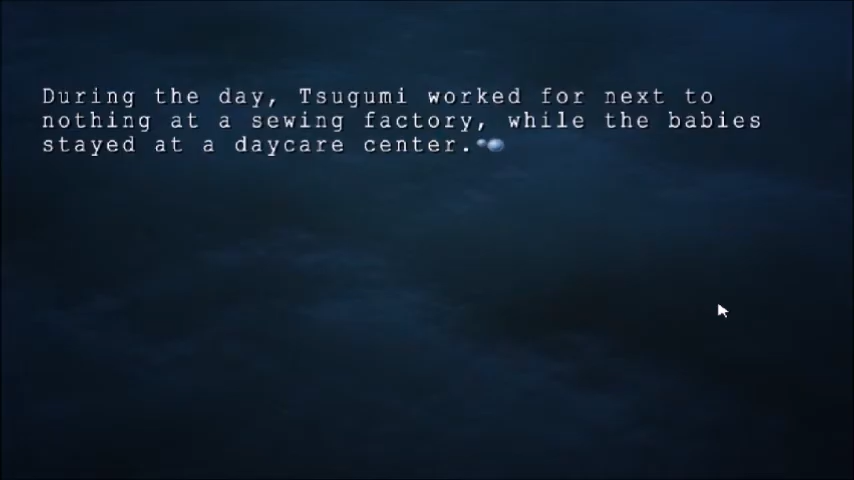 During the day, Tsugumi worked for next to
nothing at a sewing factory, while the babies
stayed at a daycare center.